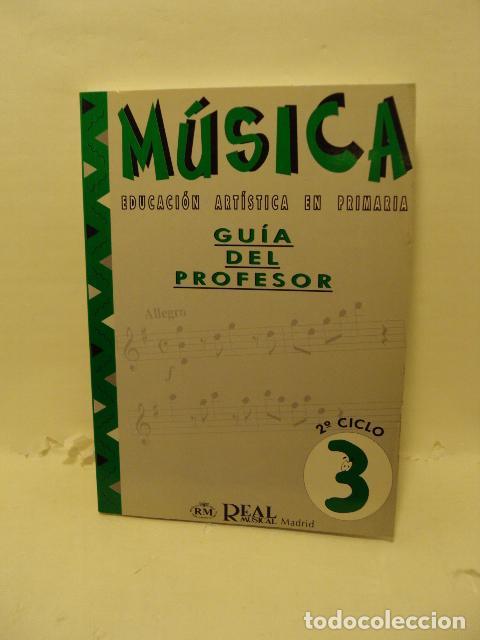 MÚSICA
EDUCACIÓN ARTÍSTICA EN PRIMARIA
GUÍA
DEL
PROFESOR
Allegro
f
2º CICLO
3
RM
REAL
MUSICAL Madrid
todocoleccion